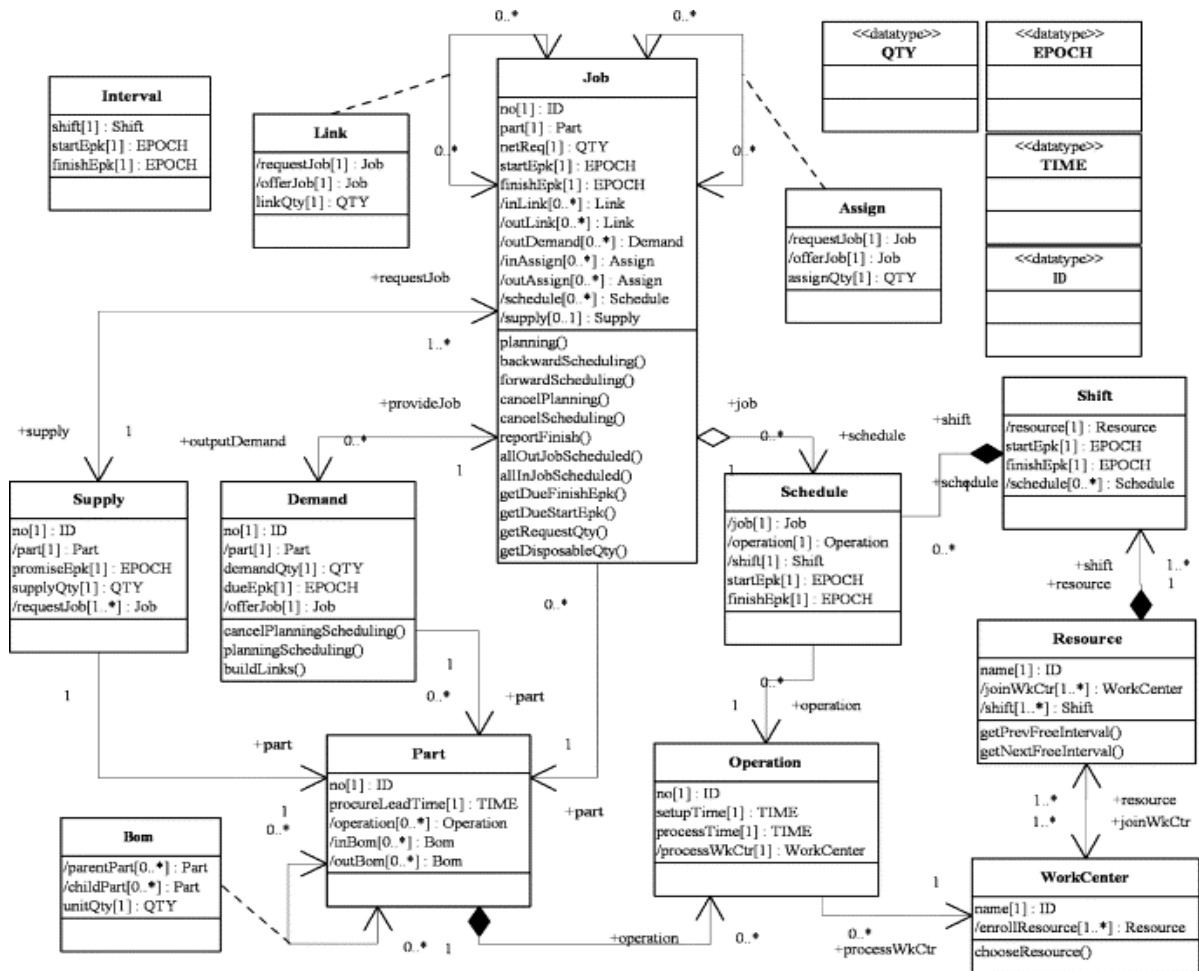 0..*
0..*
<<datatype>>
QTY
<<datatype>>
EPOCH
Interval
shift[1] : Shift
startEpk[1] : EPOCH
finishEpk[1] : EPOCH
Link
/requestJob[1] : Job
/offerJob[1] : Job
linkQty[1] : QTY
0..*
Job
no[1] : ID
part[1] : Part
netReq[1] : QTY
startEpk[1] : EPOCH
finishEpk[1] : EPOCH
/inLink[0..*] : Link
/outLink[0..*] : Link
/outDemand[0..*] : Demand
/inAssign[0..*] : Assign
/outAssign[0..*] : Assign
/schedule[0..*] : Schedule
/supply[0..1] : Supply
planning()
backwardScheduling()
forwardScheduling()
cancelPlanning()
cancelScheduling()
reportFinish()
allOutJobScheduled()
allInJobScheduled()
getDueFinishEpk()
getDueStartEpk()
getRequestQty()
getDisposableQty()
0..*
<<datatype>>
TIME
Assign
/requestJob[1] : Job
/offerJob[1] : Job
assignQty[1] : QTY
<<datatype>>
ID
+requestJob
1..*
+provideJob
+supply
1
+outputDemand
0..*
1
+job
0..*
1
+schedule
+shift
+schedule
Shift
/resource[1] : Resource
startEpk[1] : EPOCH
finishEpk[1] : EPOCH
/schedule[0..*] : Schedule
Supply
no[1] : ID
/part[1] : Part
promiseEpk[1] : EPOCH
supplyQty[1] : QTY
/requestJob[1..*] : Job
Demand
no[1] : ID
/part[1] : Part
demandQty[1] : QTY
dueEpk[1] : EPOCH
/offerJob[1] : Job
cancelPlanningScheduling()
planningScheduling()
buildLinks()
Schedule
/job[1] : Job
/operation[1] : Operation
/shift[1] : Shift
startEpk[1] : EPOCH
finishEpk[1] : EPOCH
0..*
+shift
1..*
+resource
1
0..*
Resource
name[1] : ID
/joinWkCtr[1..*] : WorkCenter
/shift[1..*] : Shift
getPrevFreeInterval()
getNextFreeInterval()
1
1
0..*
+part
0..*
1
+operation
+part
1
+part
Part
no[1] : ID
procureLeadTime[1] : TIME
/operation[0..*] : Operation
/inBom[0..*] : Bom
/outBom[0..*] : Bom
Operation
no[1] : ID
setupTime[1] : TIME
processTime[1] : TIME
/processWkCtr[1] : WorkCenter
1..*
+resource
1..*
+joinWkCtr
1
0..*
Bom
/parentPart[0..*] : Part
/childPart[0..*] : Part
unitQty[1] : QTY
WorkCenter
name[1] : ID
/enrollResource[1..*] : Resource
chooseResource()
1
0..*
+processWkCtr
0..*
1
+operation
0..*